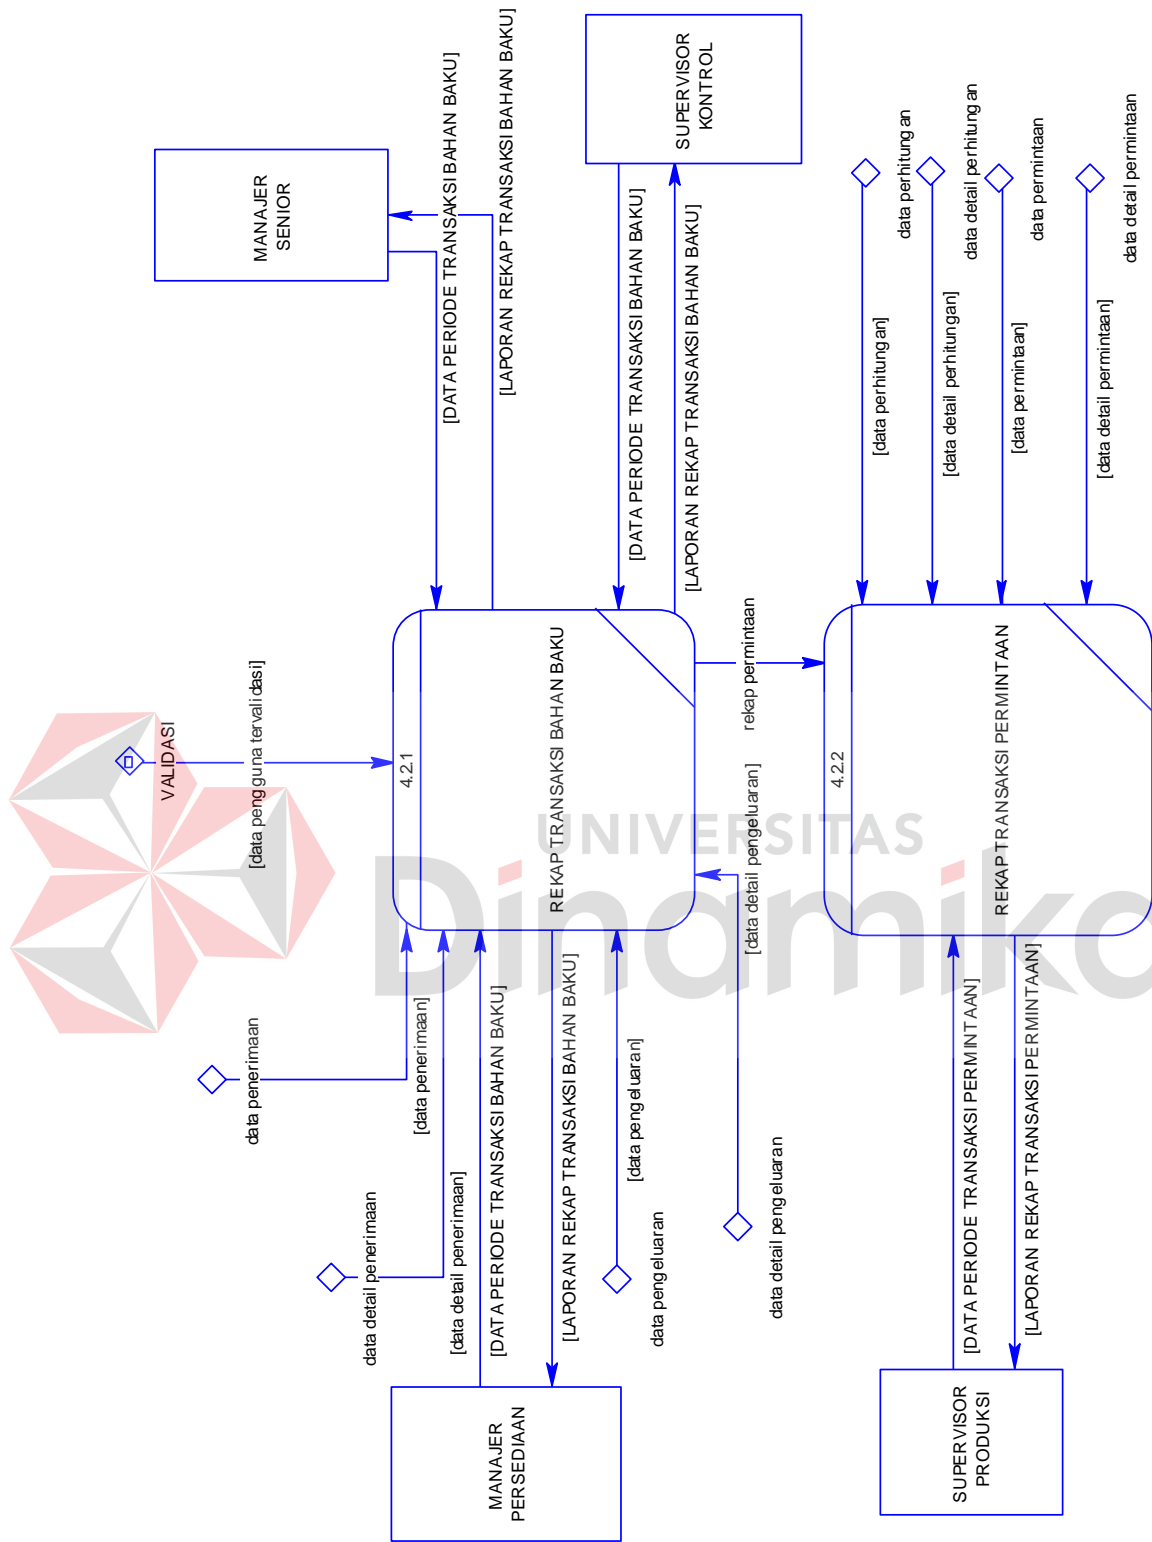 MANAJER
SENIOR
[DATA PERIODE TRANSAKSI BAHAN BAKU]
[LAPORAN REKAP TRANSAKSI BAHAN BAKU]
SUPERVISOR
KONTROL
[DATA PERIODE TRANSAKSI BAHAN BAKU]
[LAPORAN REKAP TRANSAKSI BAHAN BAKU]
data perhitungan
data detail perhitungan
data permintaan
data detail permintaan
[data perhitungan]
[data detail perhitungan]
[data permintaan]
[data detail permintaan]
VALIDASI
[data pengguna tervalidasi]
4.2.1
REKAP TRANSAKSI BAHAN BAKU
rekap permintaan
[data detail pengeluaran]
4.2.2
REKAP TRANSAKSI PERMINTAAN
UNIVERSITAS
Dinamika
data penerimaan
[data penerimaan]
data detail penerimaan
[data detail penerimaan]
[DATA PERIODE TRANSAKSI BAHAN BAKU]
[LAPORAN REKAP TRANSAKSI BAHAN BAKU]
[data pengeluaran]
data pengeluaran
data detail pengeluaran
[DATA PERIODE TRANSAKSI PERMINTAAN]
[LAPORAN REKAP TRANSAKSI PERMINTAAN]
MANAJER
PERSEDIAAN
SUPERVISOR
PRODUKSI